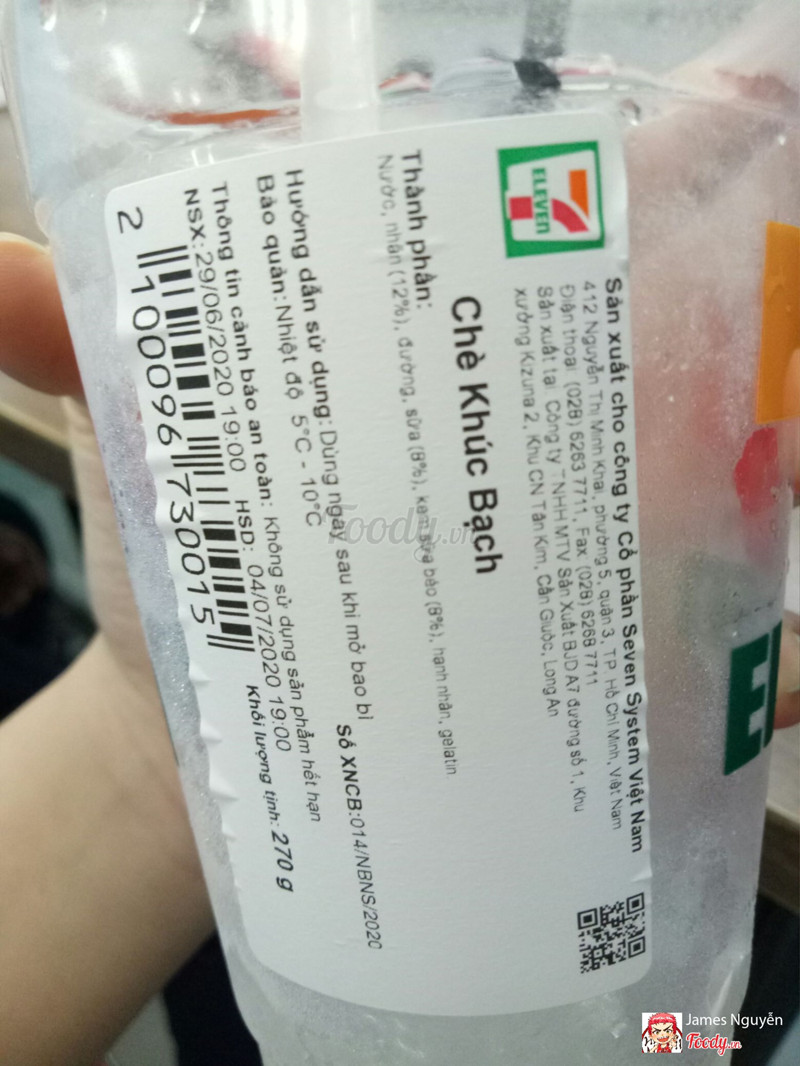 7
ELEVEN
Sản xuất cho công ty Cổ phần Seven System Việt Nam
412 Nguyễn Thị Minh Khai, phường 5, quận 3, TP. Hồ Chí Minh, Việt Nam
Điện thoại: (028) 6263 7711, Fax: (028) 6268 7711
Sản xuất tại: Công ty TNHH MTV Sản Xuất BJD A7 đường số 1, Khu
xưởng Kizuna 2, Khu CN Tân Kim, Cần Giuộc, Long An
Chè Khúc Bạch
Thành phần:
Nước, nhãn (12%), đường, sữa (8%), kem sữa béo (8%), hạnh nhân, gelatin
Hướng dẫn sử dụng: Dùng ngay sau khi mở bao bì
Bảo quản: Nhiệt độ 5°C - 10°C
Số XNCB:014/NBNS/2020
Thông tin cảnh báo an toàn: Không sử dụng sản phẩm hết hạn
NSX: 29/06/2020 19:00 HSD: 04/07/2020 19:00
Khối lượng tịnh: 270 g
2 100096 730015
Foody.vn
James Nguyễn
Foody.vn